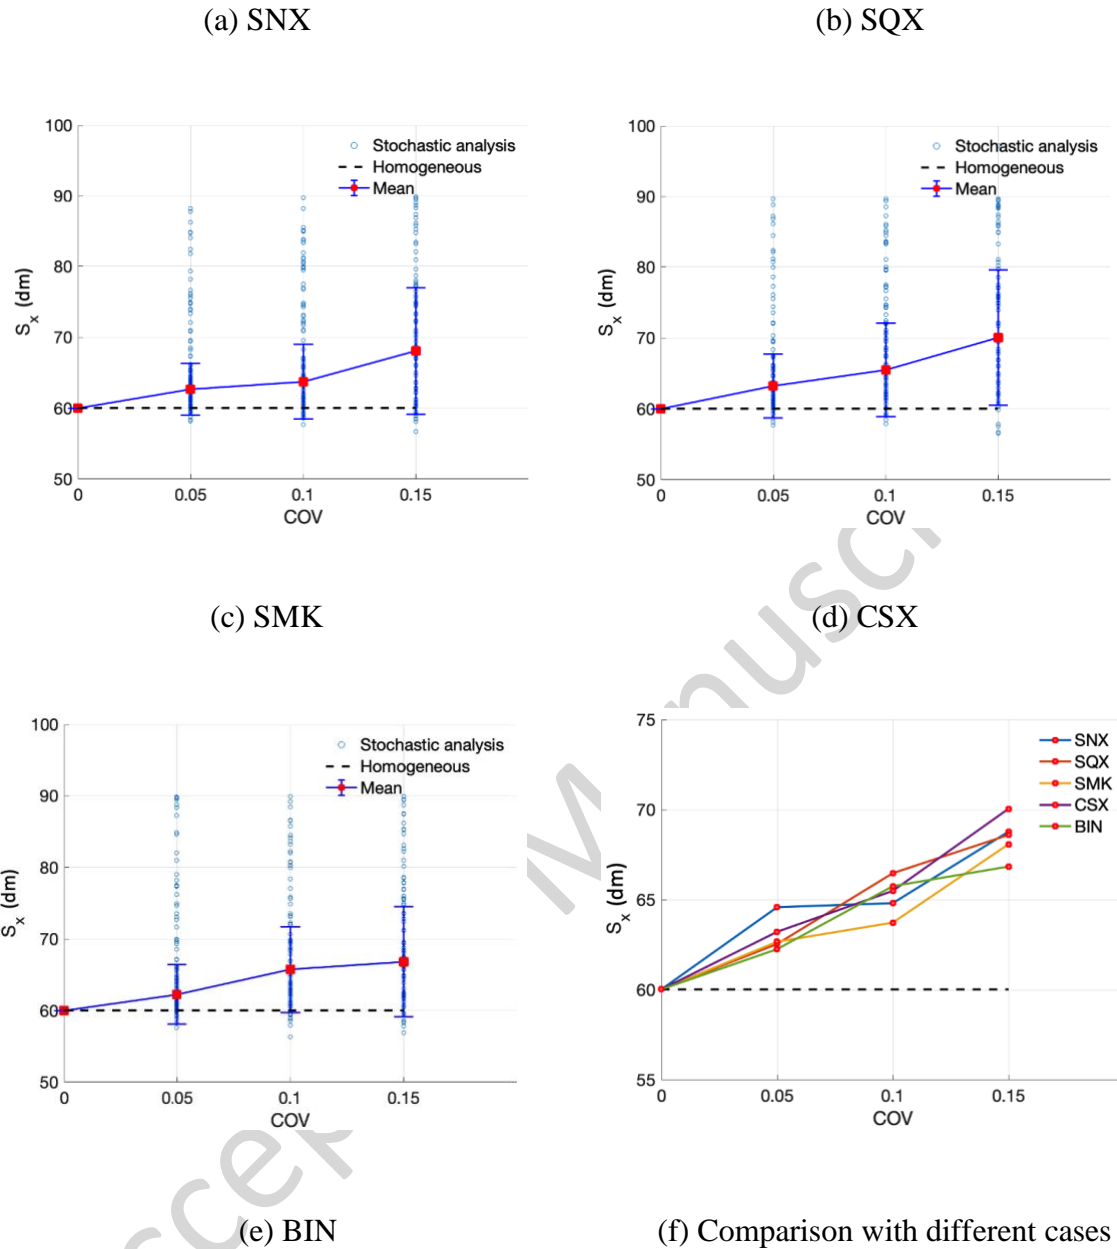 (a) SNX
(b) SQX
100
90
80
70
60
50
S_x (dm)
0 0.05 0.1 0.15
COV
Stochastic analysis
Homogeneous
Mean
100
90
80
70
60
50
S_x (dm)
0 0.05 0.1 0.15
COV
Stochastic analysis
Homogeneous
Mean
(c) SMK
(d) CSX
100
90
80
70
60
50
S_x (dm)
0 0.05 0.1 0.15
COV
Stochastic analysis
Homogeneous
Mean
75
70
65
60
55
S_x (dm)
0 0.05 0.1 0.15
COV
SNX
SQX
SMK
CSX
BIN
(e) BIN
(f) Comparison with different cases